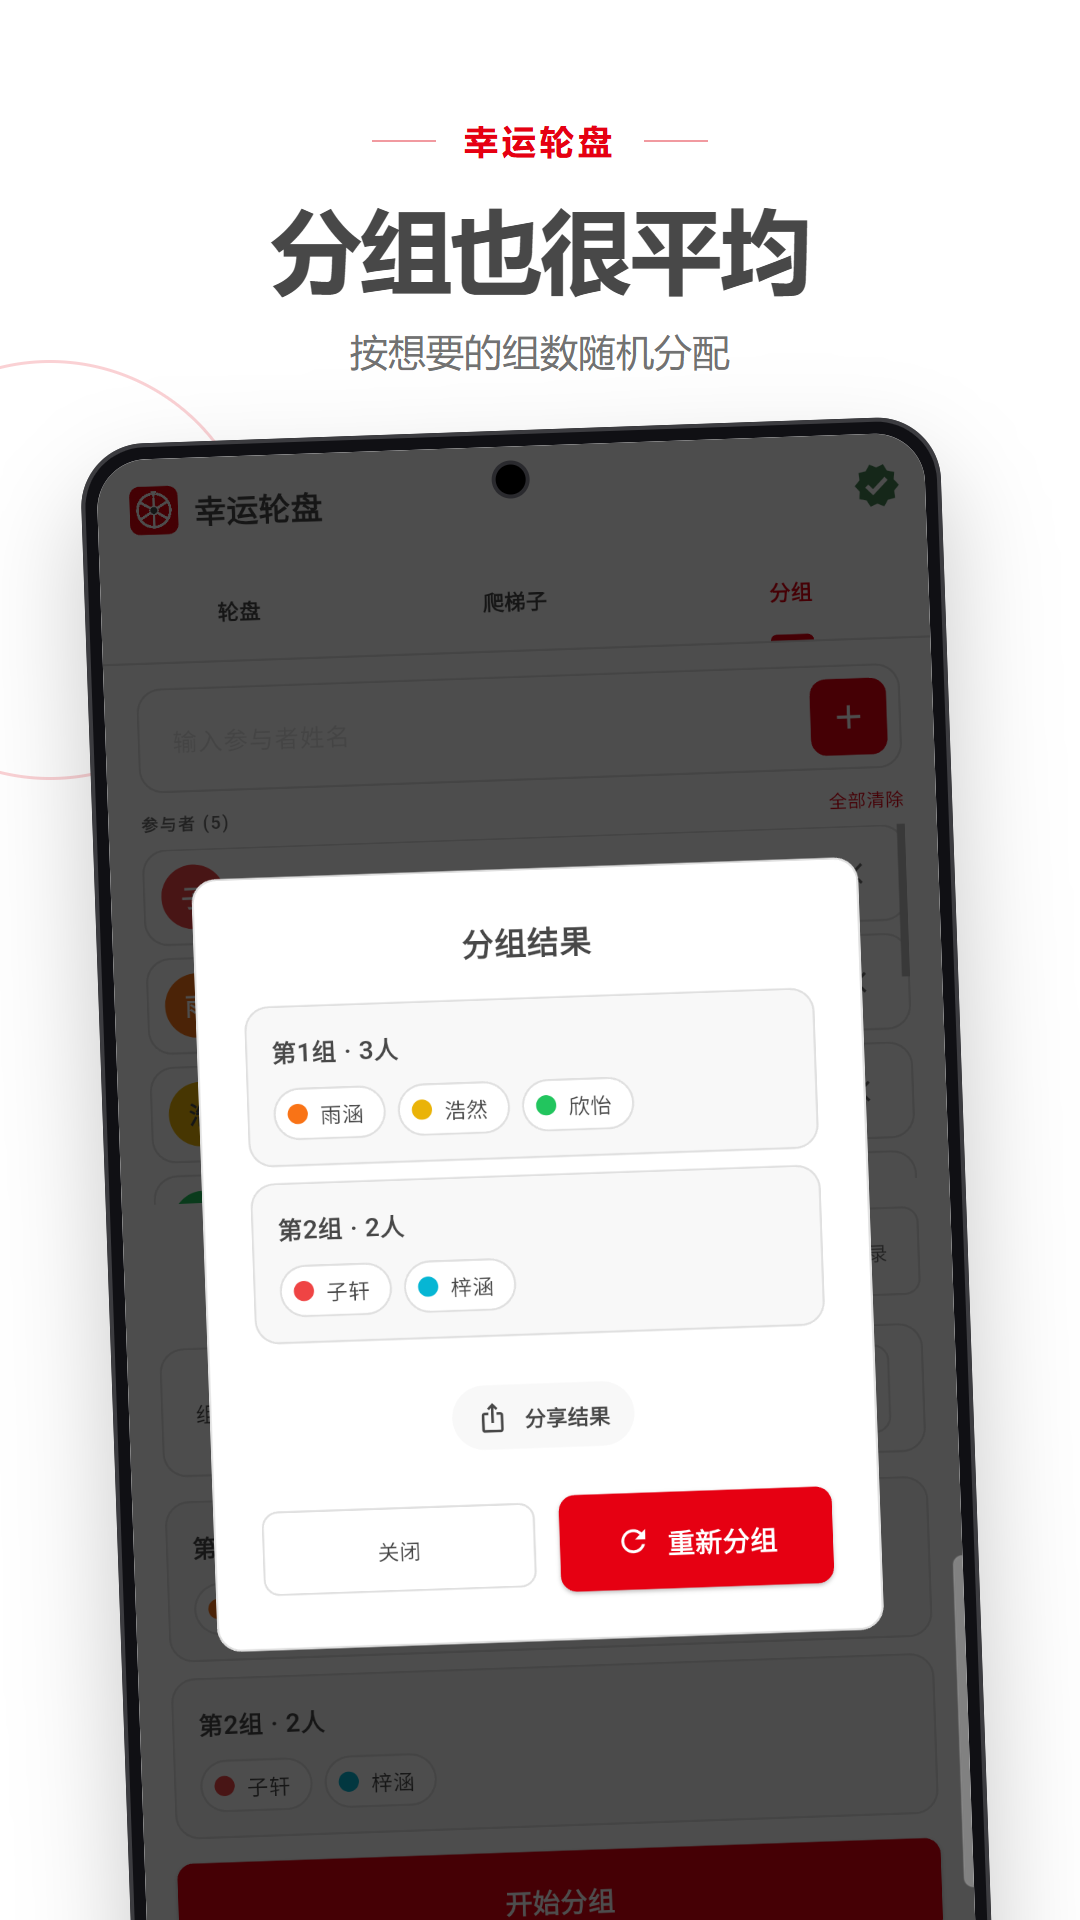 幸运轮盘
分组也很平均
按想要的组数随机分配
幸运轮盘
轮盘 爬梯子 分组
输入参与者姓名
全部清除
参与者 (5)
分组结果
第1组 · 3人
雨涵 浩然 欣怡
第2组 · 2人
子轩 梓涵
分享结果
关闭 重新分组
第2组 · 2人
子轩 梓涵
开始分组